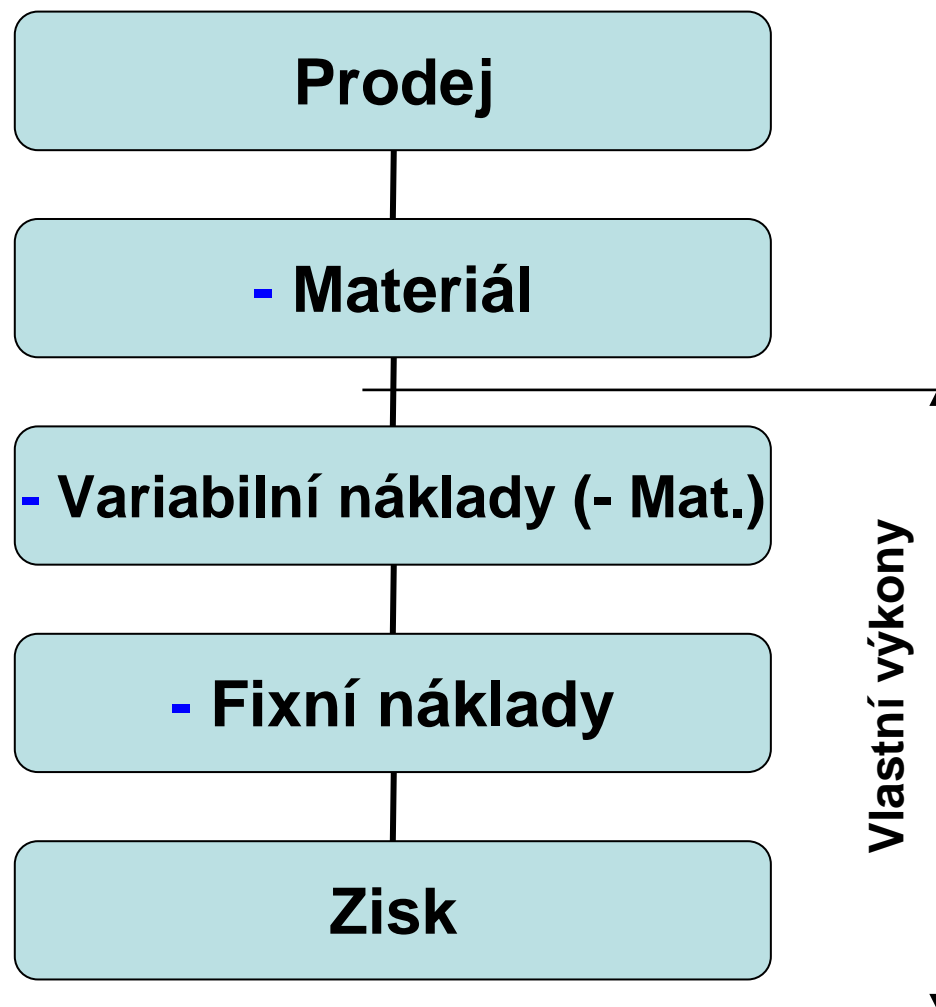 Prodej
- Materiál
- Variabilní náklady (- Mat.)
- Fixní náklady
Zisk
Vlastní výkony